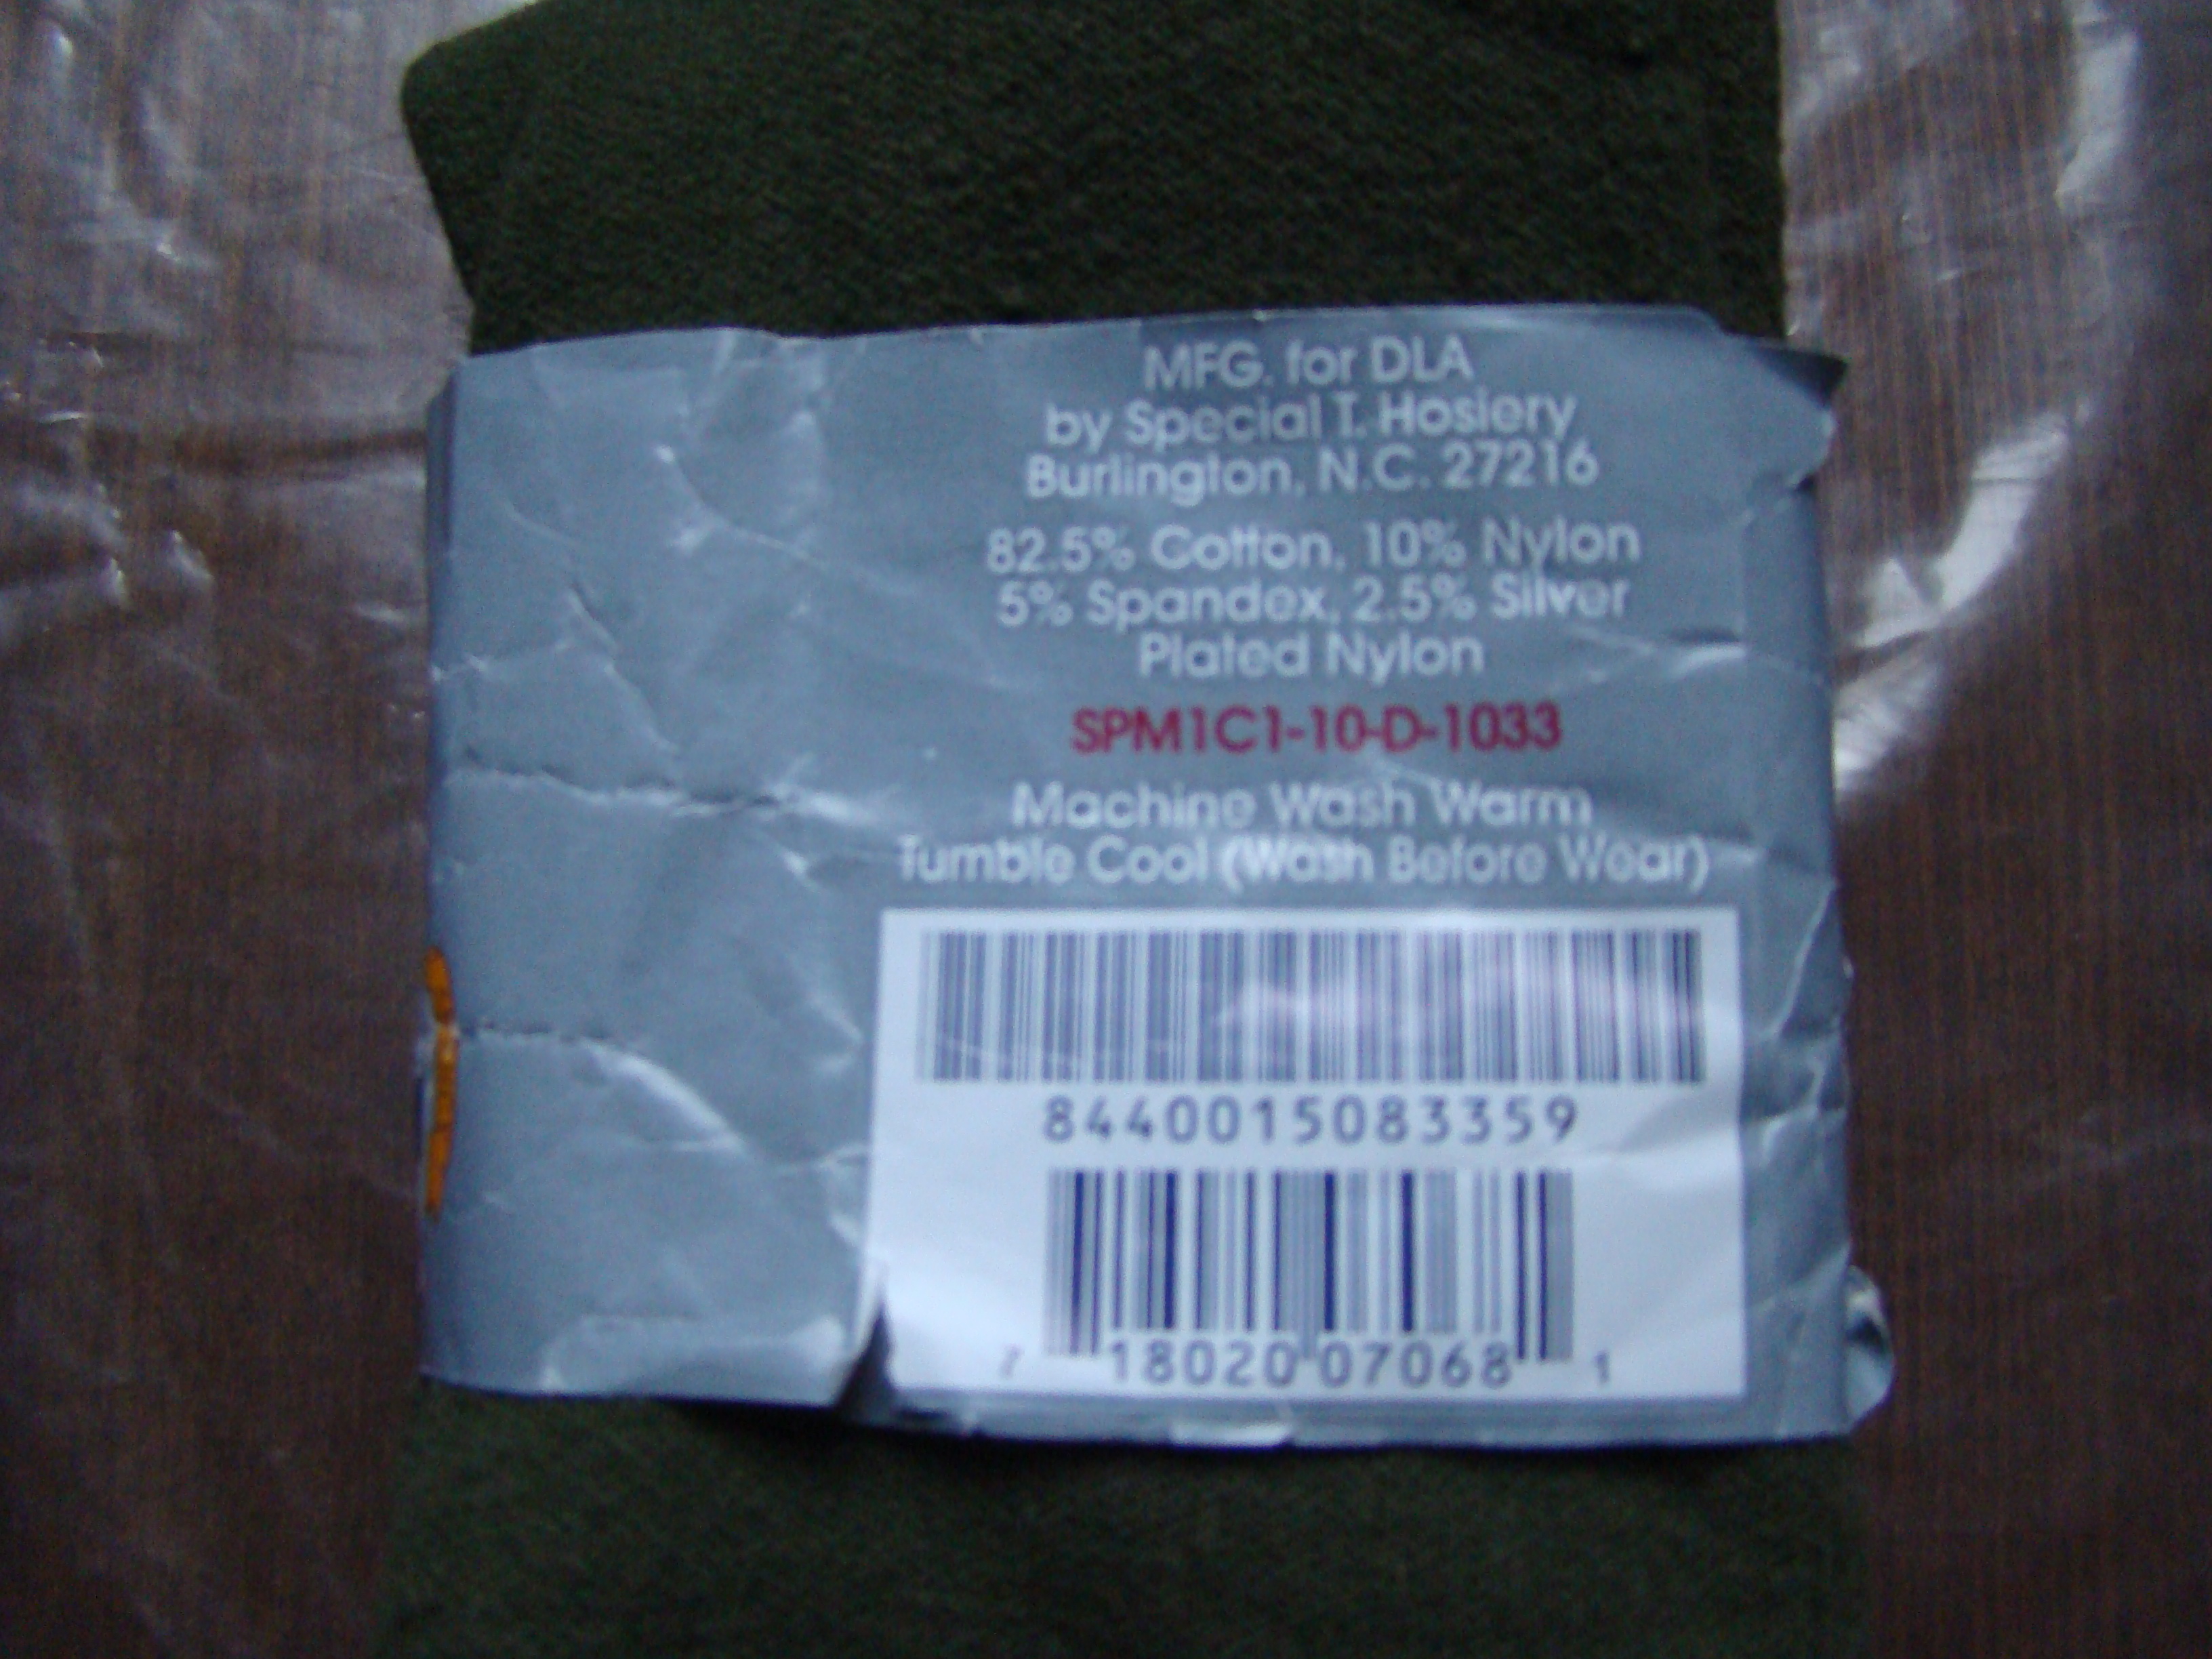 MFG. for DLA
by Special T. Hosiery
Burlington, N.C. 27216
82.5% Cotton, 10% Nylon
5% Spandex, 2.5% Silver
Plated Nylon
SPM1C1-10-D-1033
Machine Wash Warm
Tumble Cool (Wash Before Wear)
8440015083359
7 18020 07068 1